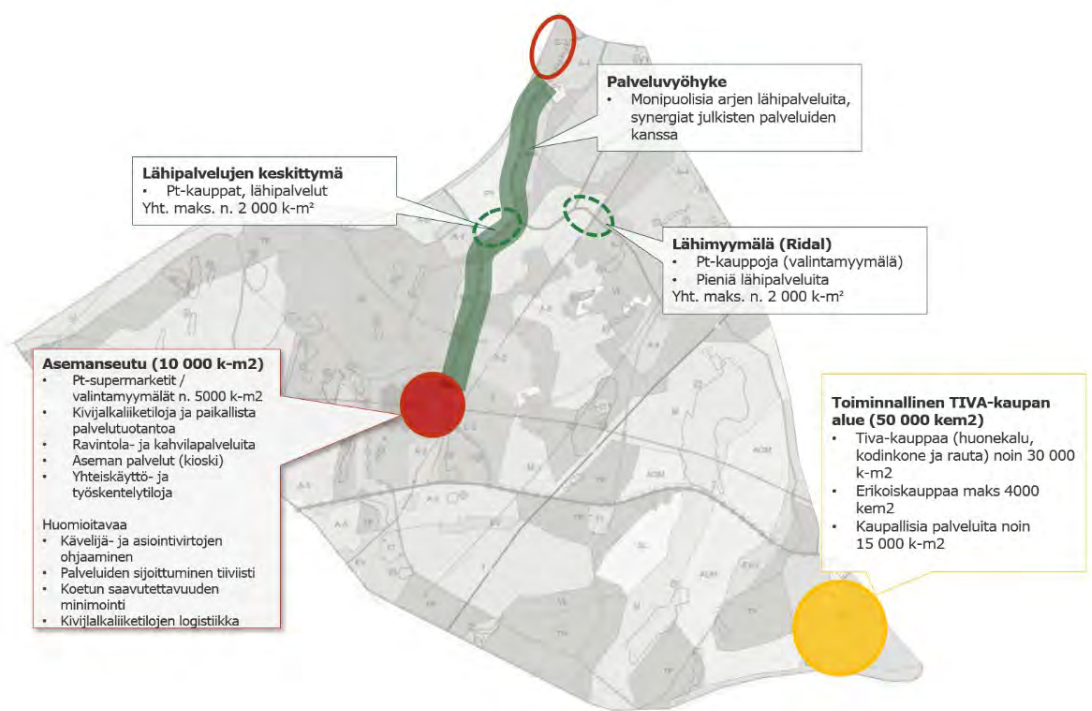 Palveluvyöhyke
• Monipuolisia arjen lähipalveluita,
synergiat julkisten palveluiden
kanssa
Lähipalvelujen keskittymä
• Pt-kauppat, lähipalvelut
Yht. maks. n. 2 000 k-m²
Lähimyymälä (Ridal)
• Pt-kauppoja (valintamyymälä)
• Pieniä lähipalveluita
Yht. maks. n. 2 000 k-m²
Asemanseutu (10 000 k-m2)
• Pt-supermarketit /
valintamyymälät n. 5000 k-m2
• Kivijalkaliiketiloja ja paikallista
palvelutuotantoa
• Ravintola- ja kahvilapalveluita
• Aseman palvelut (kioski)
• Yhteiskäyttö- ja
työskentelytiloja
Huomioitavaa
• Kävelijä- ja asiointivirtojen
ohjaaminen
• Palveluiden sijoittuminen tiiviisti
• Koetun saavutettavuuden
minimointi
• Kivijlalkaliiketilojen logistiikka
Toiminnallinen TIVA-kaupan
alue (50 000 kem2)
• Tiva-kauppaa (huonekalu,
kodinkone ja rauta) noin 30 000
k-m2
• Erikoiskauppaa maks 4000
kem2
• Kaupallisia palveluita noin
15 000 k-m2